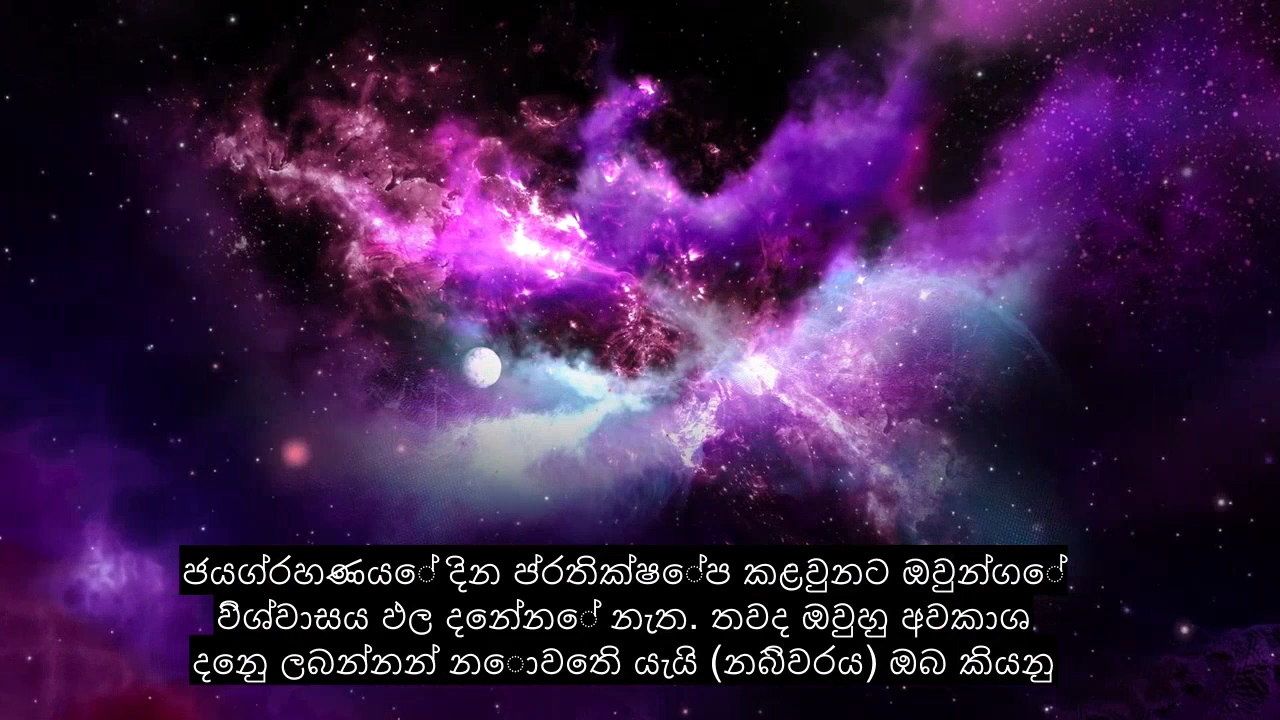 ජයග්රහණයේ දින ප්රතික්ෂේප කළවුනට ඔවුන්ගේ
විශ්වාසය ඵල දෙන්නේ නැත. තවද ඔවුහු අවකාශ
දෙනු ලබන්නන් නොවෙති යැයි (නබිවරය) ඔබ කියනු